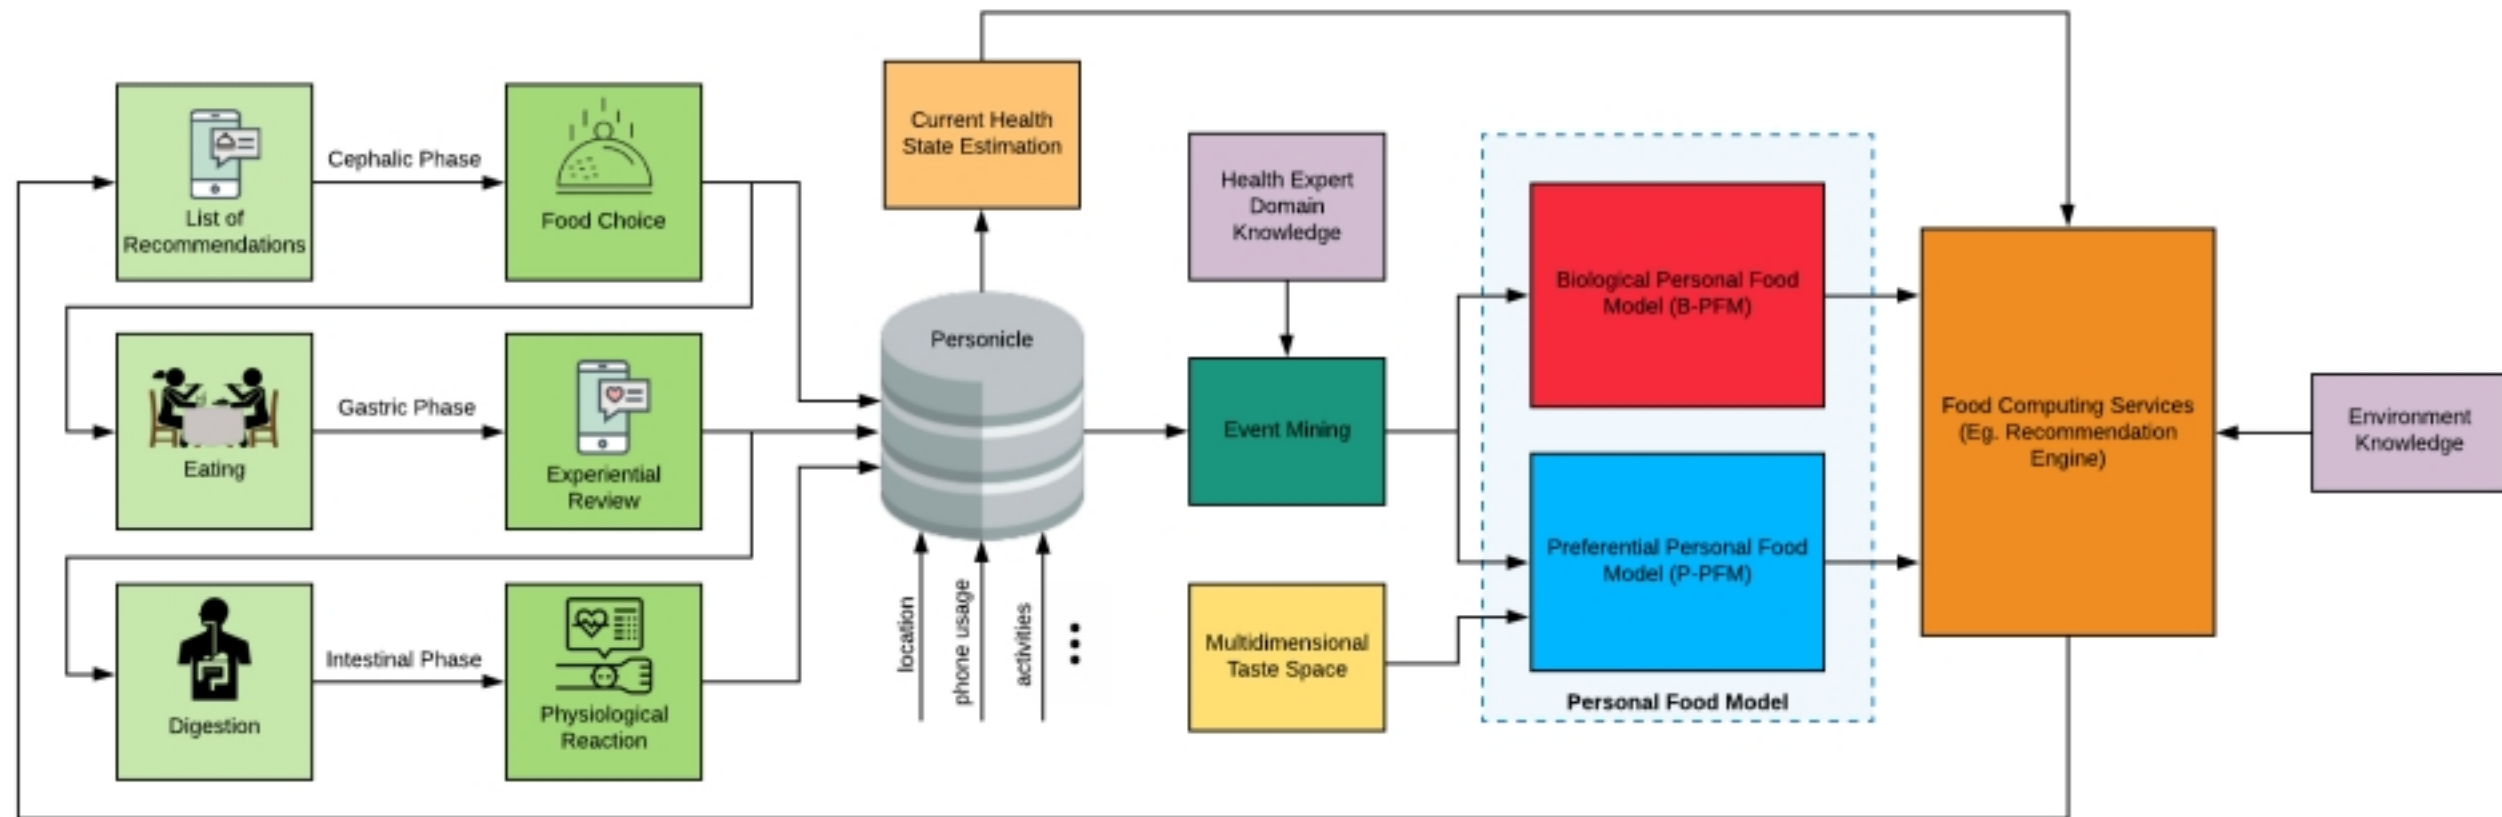 List of
Recommendations
Cephalic Phase
Food Choice
Eating
Gastric Phase
Experiential
Review
Digestion
Intestinal Phase
Physiological
Reaction
Current Health
State Estimation
Personicle
location
phone usage
activities
Health Expert
Domain
Knowledge
Event Mining
Multidimensional
Taste Space
Biological Personal Food
Model (B-PFM)
Preferential Personal Food
Model (P-PFM)
Personal Food Model
Food Computing Services
(Eg. Recommendation
Engine)
Environment
Knowledge